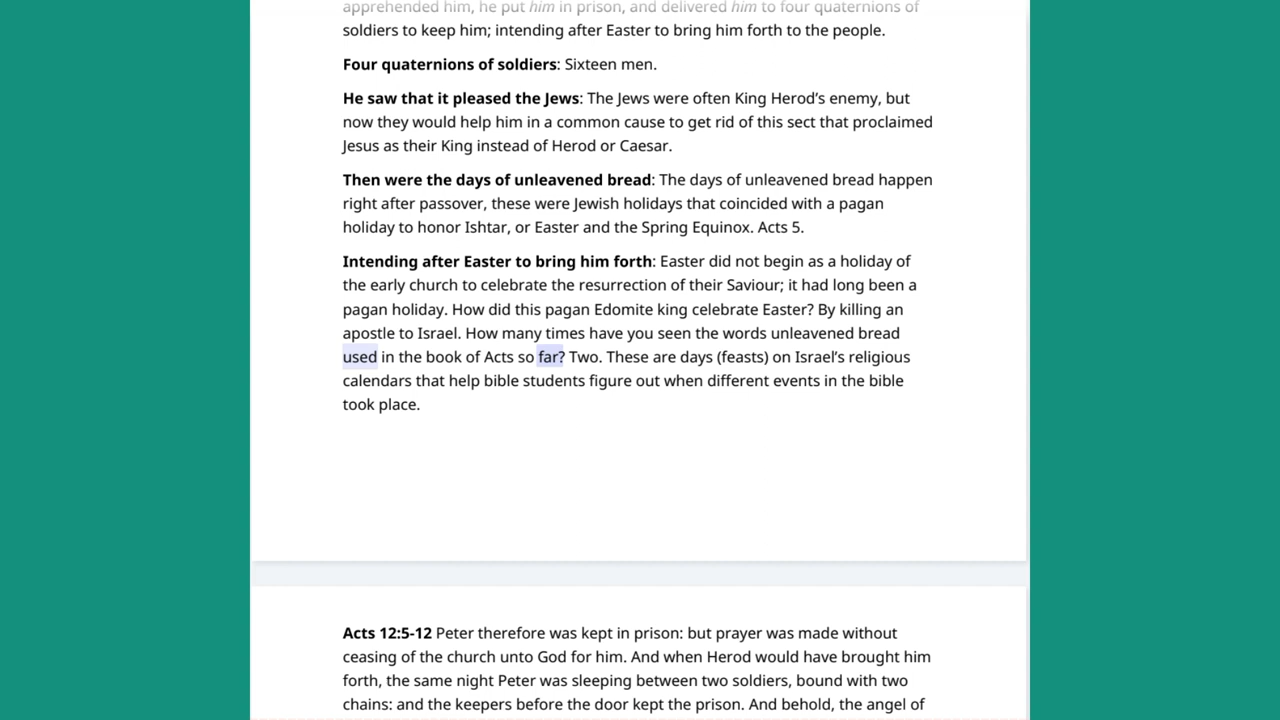 apprehended him, he put him in prison, and delivered him to four quaternions of
soldiers to keep him; intending after Easter to bring him forth to the people.
Four quaternions of soldiers: Sixteen men.
He saw that it pleased the Jews: The Jews were often King Herod’s enemy, but
now they would help him in a common cause to get rid of this sect that proclaimed
Jesus as their King instead of Herod or Caesar.
Then were the days of unleavened bread: The days of unleavened bread happen
right after passover, these were Jewish holidays that coincided with a pagan
holiday to honor Ishtar, or Easter and the Spring Equinox. Acts 5.
Intending after Easter to bring him forth: Easter did not begin as a holiday of
the early church to celebrate the resurrection of their Saviour; it had long been a
pagan holiday. How did this pagan Edomite king celebrate Easter? By killing an
apostle to Israel. How many times have you seen the words unleavened bread
used in the book of Acts so far? Two. These are days (feasts) on Israel’s religious
calendars that help bible students figure out when different events in the bible
took place.
Acts 12:5-12 Peter therefore was kept in prison: but prayer was made without
ceasing of the church unto God for him. And when Herod would have brought him
forth, the same night Peter was sleeping between two soldiers, bound with two
chains: and the keepers before the door kept the prison. And behold, the angel of